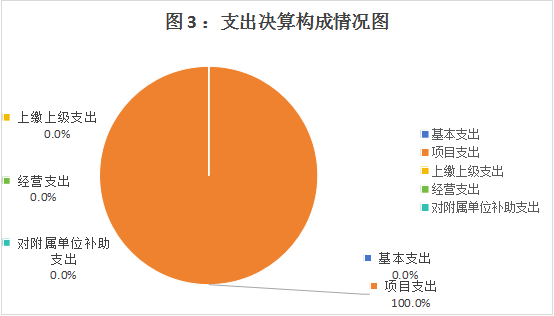 图 3 ：支出决算构成情况图
上缴上级支出
0.0%
经营支出
0.0%
对附属单位补助
支出
0.0%
基本支出
0.0%
项目支出
100.0%
基本支出
项目支出
上缴上级支出
经营支出
对附属单位补助支出